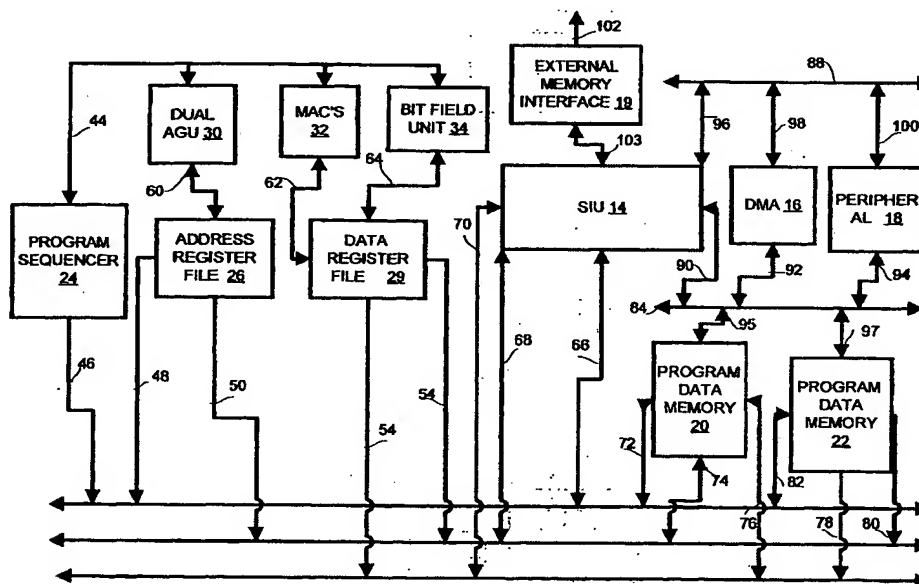 102
EXTERNAL
MEMORY
INTERFACE 19
88
44
DUAL
AGU 30
MAC'S
32
BIT FIELD
UNIT 34
96
98
100
103
60
62
64
PROGRAM
SEQUENCER
24
ADDRESS
REGISTER
FILE 26
DATA
REGISTER
FILE 29
70
SIU 14
DMA 16
PERIPHER
AL 18
90
92
94
84
95
97
46
48
50
54
54
68
66
PROGRAM
DATA
MEMORY
20
PROGRAM
DATA
MEMORY
22
72
74
82
76
78
80